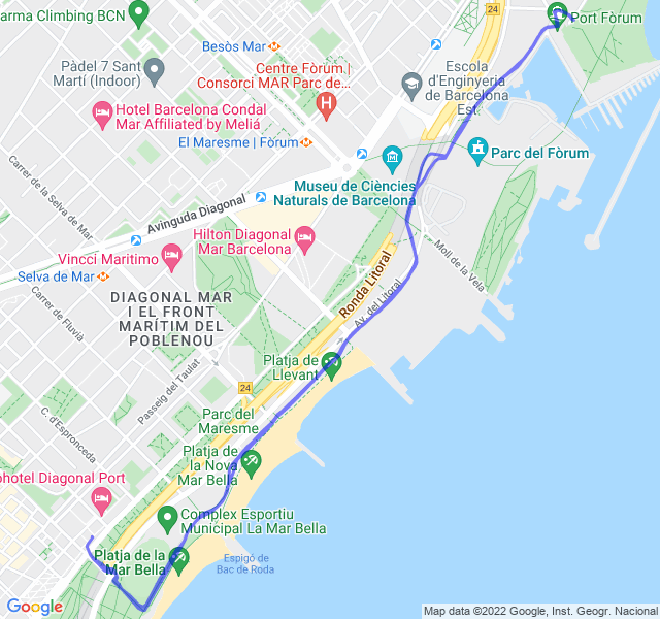 arma Climbing BCN
Besòs Mar
24
Port Fòrum
Pàdel 7 Sant
Martí (Indoor)
Centre Fòrum |
Consorci MAR Parc de...
Escola
d'Enginyeria
de Barcelona
Est
Hotel Barcelona Condal
Mar Affiliated by Meliá
H
El Maresme | Fòrum
Parc del Fòrum
Carrer de la Selva de Mar
Museu de Ciències
Naturals de Barcelona
Avinguda Diagonal
Hilton Diagonal
Mar Barcelona
Moll de la Vela
Vincci Maritimo
Selva de Mar
Ronda Litoral
Carrer de Fluvià
DIAGONAL MAR
I EL FRONT
MARÍTIM DEL
POBLENOU
Av. del Litoral
Platja de
Llevant
Passeig del Taulat
24
Parc del
Maresme
C. d'Espronceda
Platja de
la Nova
Mar Bella
ohotel Diagonal Port
Complex Esportiu
Municipal La Mar Bella
Platja de la
Mar Bella
Espigó de
Bac de Roda
Google
Map data ©2022 Google, Inst. Geogr. Nacional